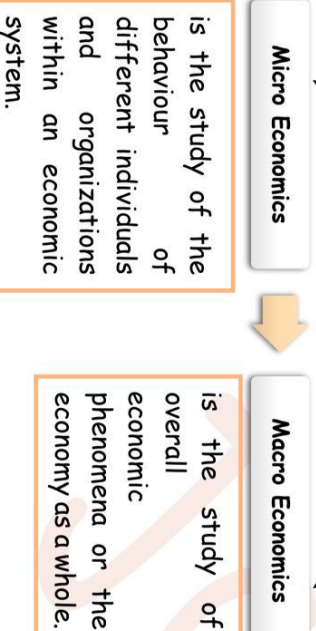 Micro Economics
is the study of the
behaviour of
different individuals
and organizations
within an economic
system.
Macro Economics
is the study of
overall
economic
phenomena or the
economy as a whole.